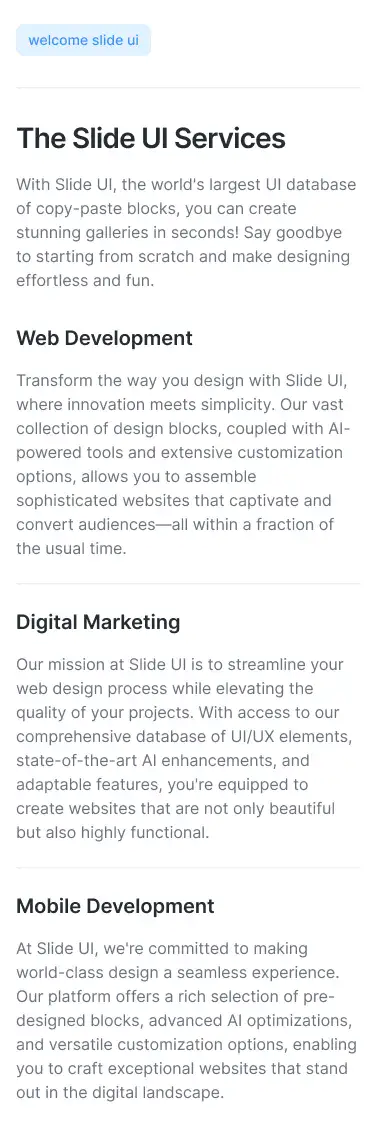 welcome slide ui
The Slide UI Services
With Slide UI, the world's largest UI database
of copy-paste blocks, you can create
stunning galleries in seconds! Say goodbye
to starting from scratch and make designing
effortless and fun.
Web Development
Transform the way you design with Slide UI,
where innovation meets simplicity. Our vast
collection of design blocks, coupled with AI-
powered tools and extensive customization
options, allows you to assemble
sophisticated websites that captivate and
convert audiences—all within a fraction of
the usual time.
Digital Marketing
Our mission at Slide UI is to streamline your
web design process while elevating the
quality of your projects. With access to our
comprehensive database of UI/UX elements,
state-of-the-art AI enhancements, and
adaptable features, you're equipped to
create websites that are not only beautiful
but also highly functional.
Mobile Development
At Slide UI, we're committed to making
world-class design a seamless experience.
Our platform offers a rich selection of pre-
designed blocks, advanced AI optimizations,
and versatile customization options, enabling
you to craft exceptional websites that stand
out in the digital landscape.